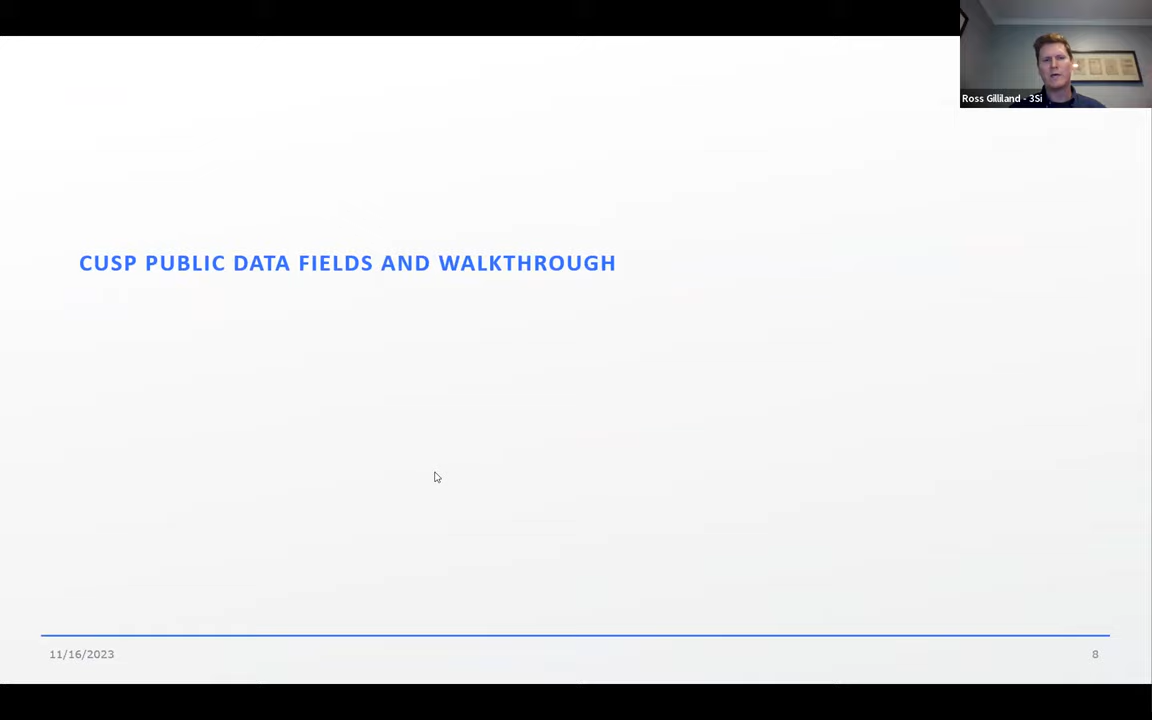 Ross Gilliland - 3Si
CUSP PUBLIC DATA FIELDS AND WALKTHROUGH
11/16/2023
8